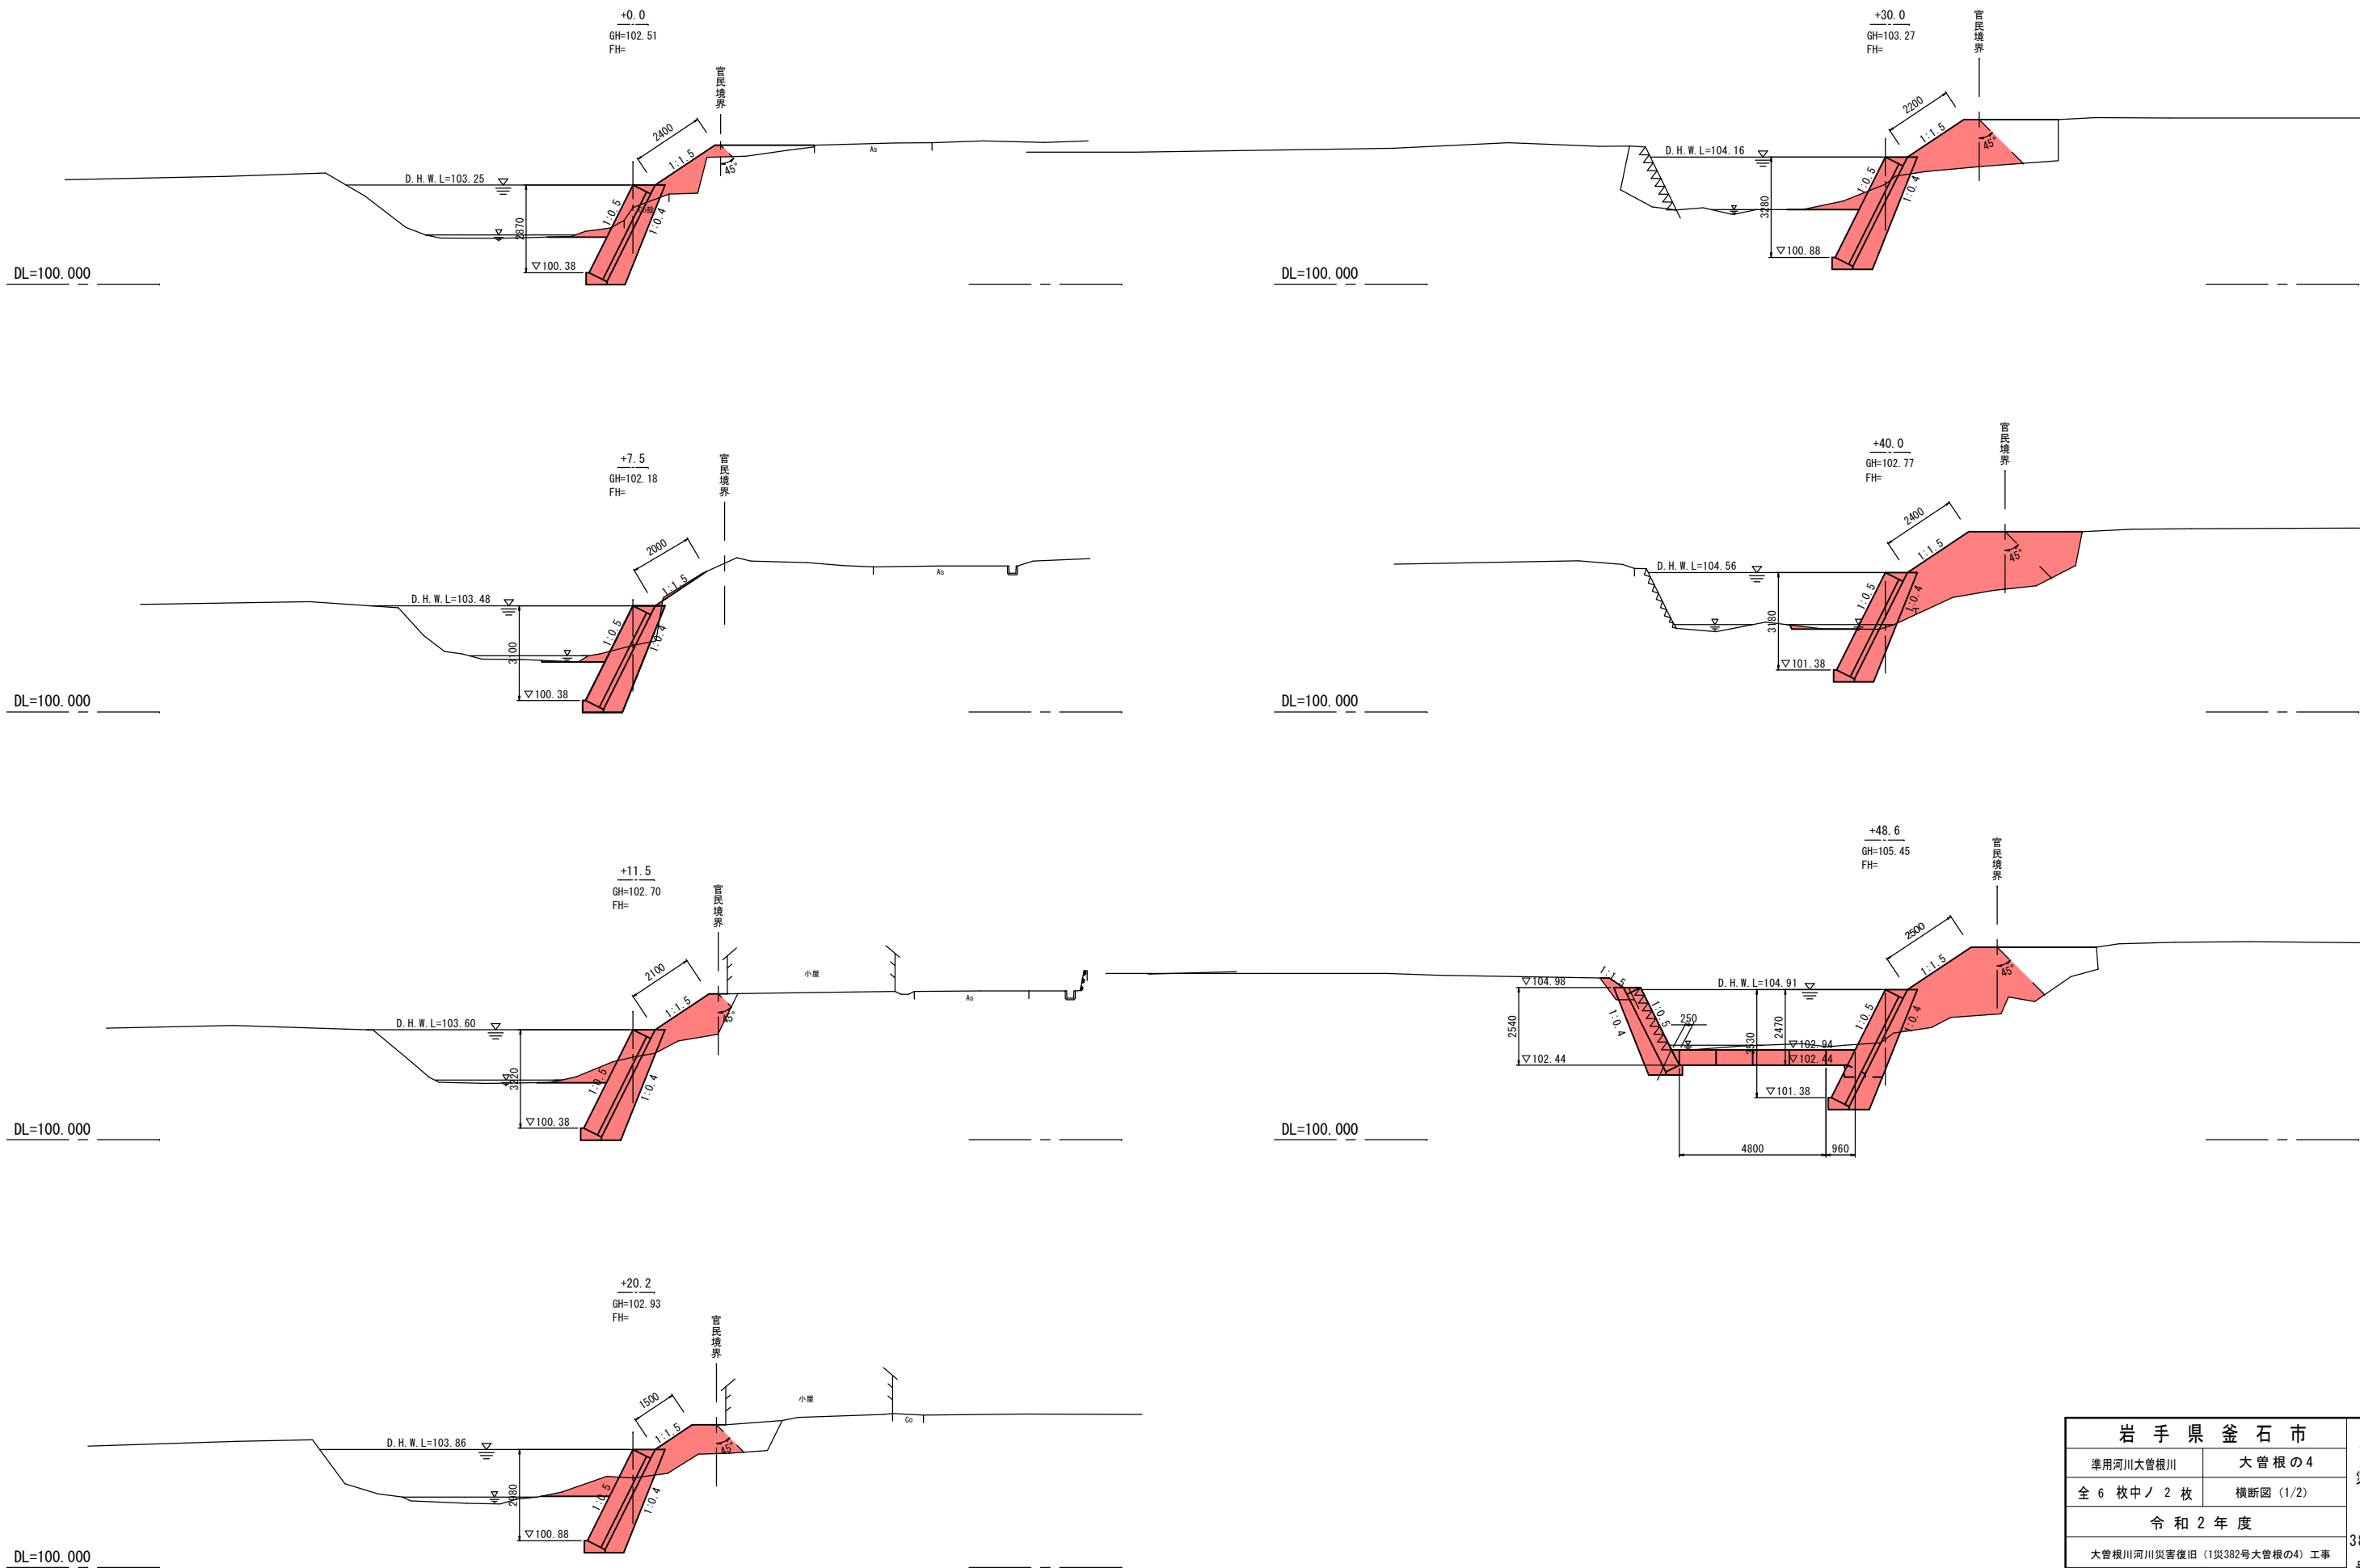 +0.0
GH=102.51
FH=
官民境界
2400
1:1.5
45°
As
D.H.W.L=103.25
1:0.5
1:0.4
2870
▽100.38
DL=100.000
+7.5
GH=102.18
FH=
官民境界
2000
1:1.5
As
D.H.W.L=103.48
1:0.5
1:0.4
3100
▽100.38
DL=100.000
+11.5
GH=102.70
FH=
官民境界
2100
1:1.5
45°
小屋
As
D.H.W.L=103.60
1:0.5
1:0.4
3220
▽100.38
DL=100.000
+20.2
GH=102.93
FH=
官民境界
1500
1:1.5
45°
小屋
Co
D.H.W.L=103.86
1:0.5
1:0.4
2980
▽100.88
DL=100.000
+30.0
GH=103.27
FH=
官民境界
2200
1:1.5
45°
D.H.W.L=104.16
1:0.5
1:0.4
3280
▽100.88
DL=100.000
+40.0
GH=102.77
FH=
官民境界
2400
1:1.5
45°
D.H.W.L=104.56
1:0.5
1:0.4
3180
▽101.38
DL=100.000
+48.6
GH=105.45
FH=
官民境界
2500
1:1.5
45°
▽104.98
1:1.5
D.H.W.L=104.91
1:0.5
1:0.4
250
2540
3530
2470
1:0.5
1:0.4
▽102.94
▽102.44
▽102.44
▽101.38
4800
960
DL=100.000
岩手県釜石市
準用河川大曽根川
大曽根の4
全 6 枚中ノ 2 枚
横断図 (1/2)
令和2年度
大曽根川河川災害復旧(1災382号大曽根の4)工事